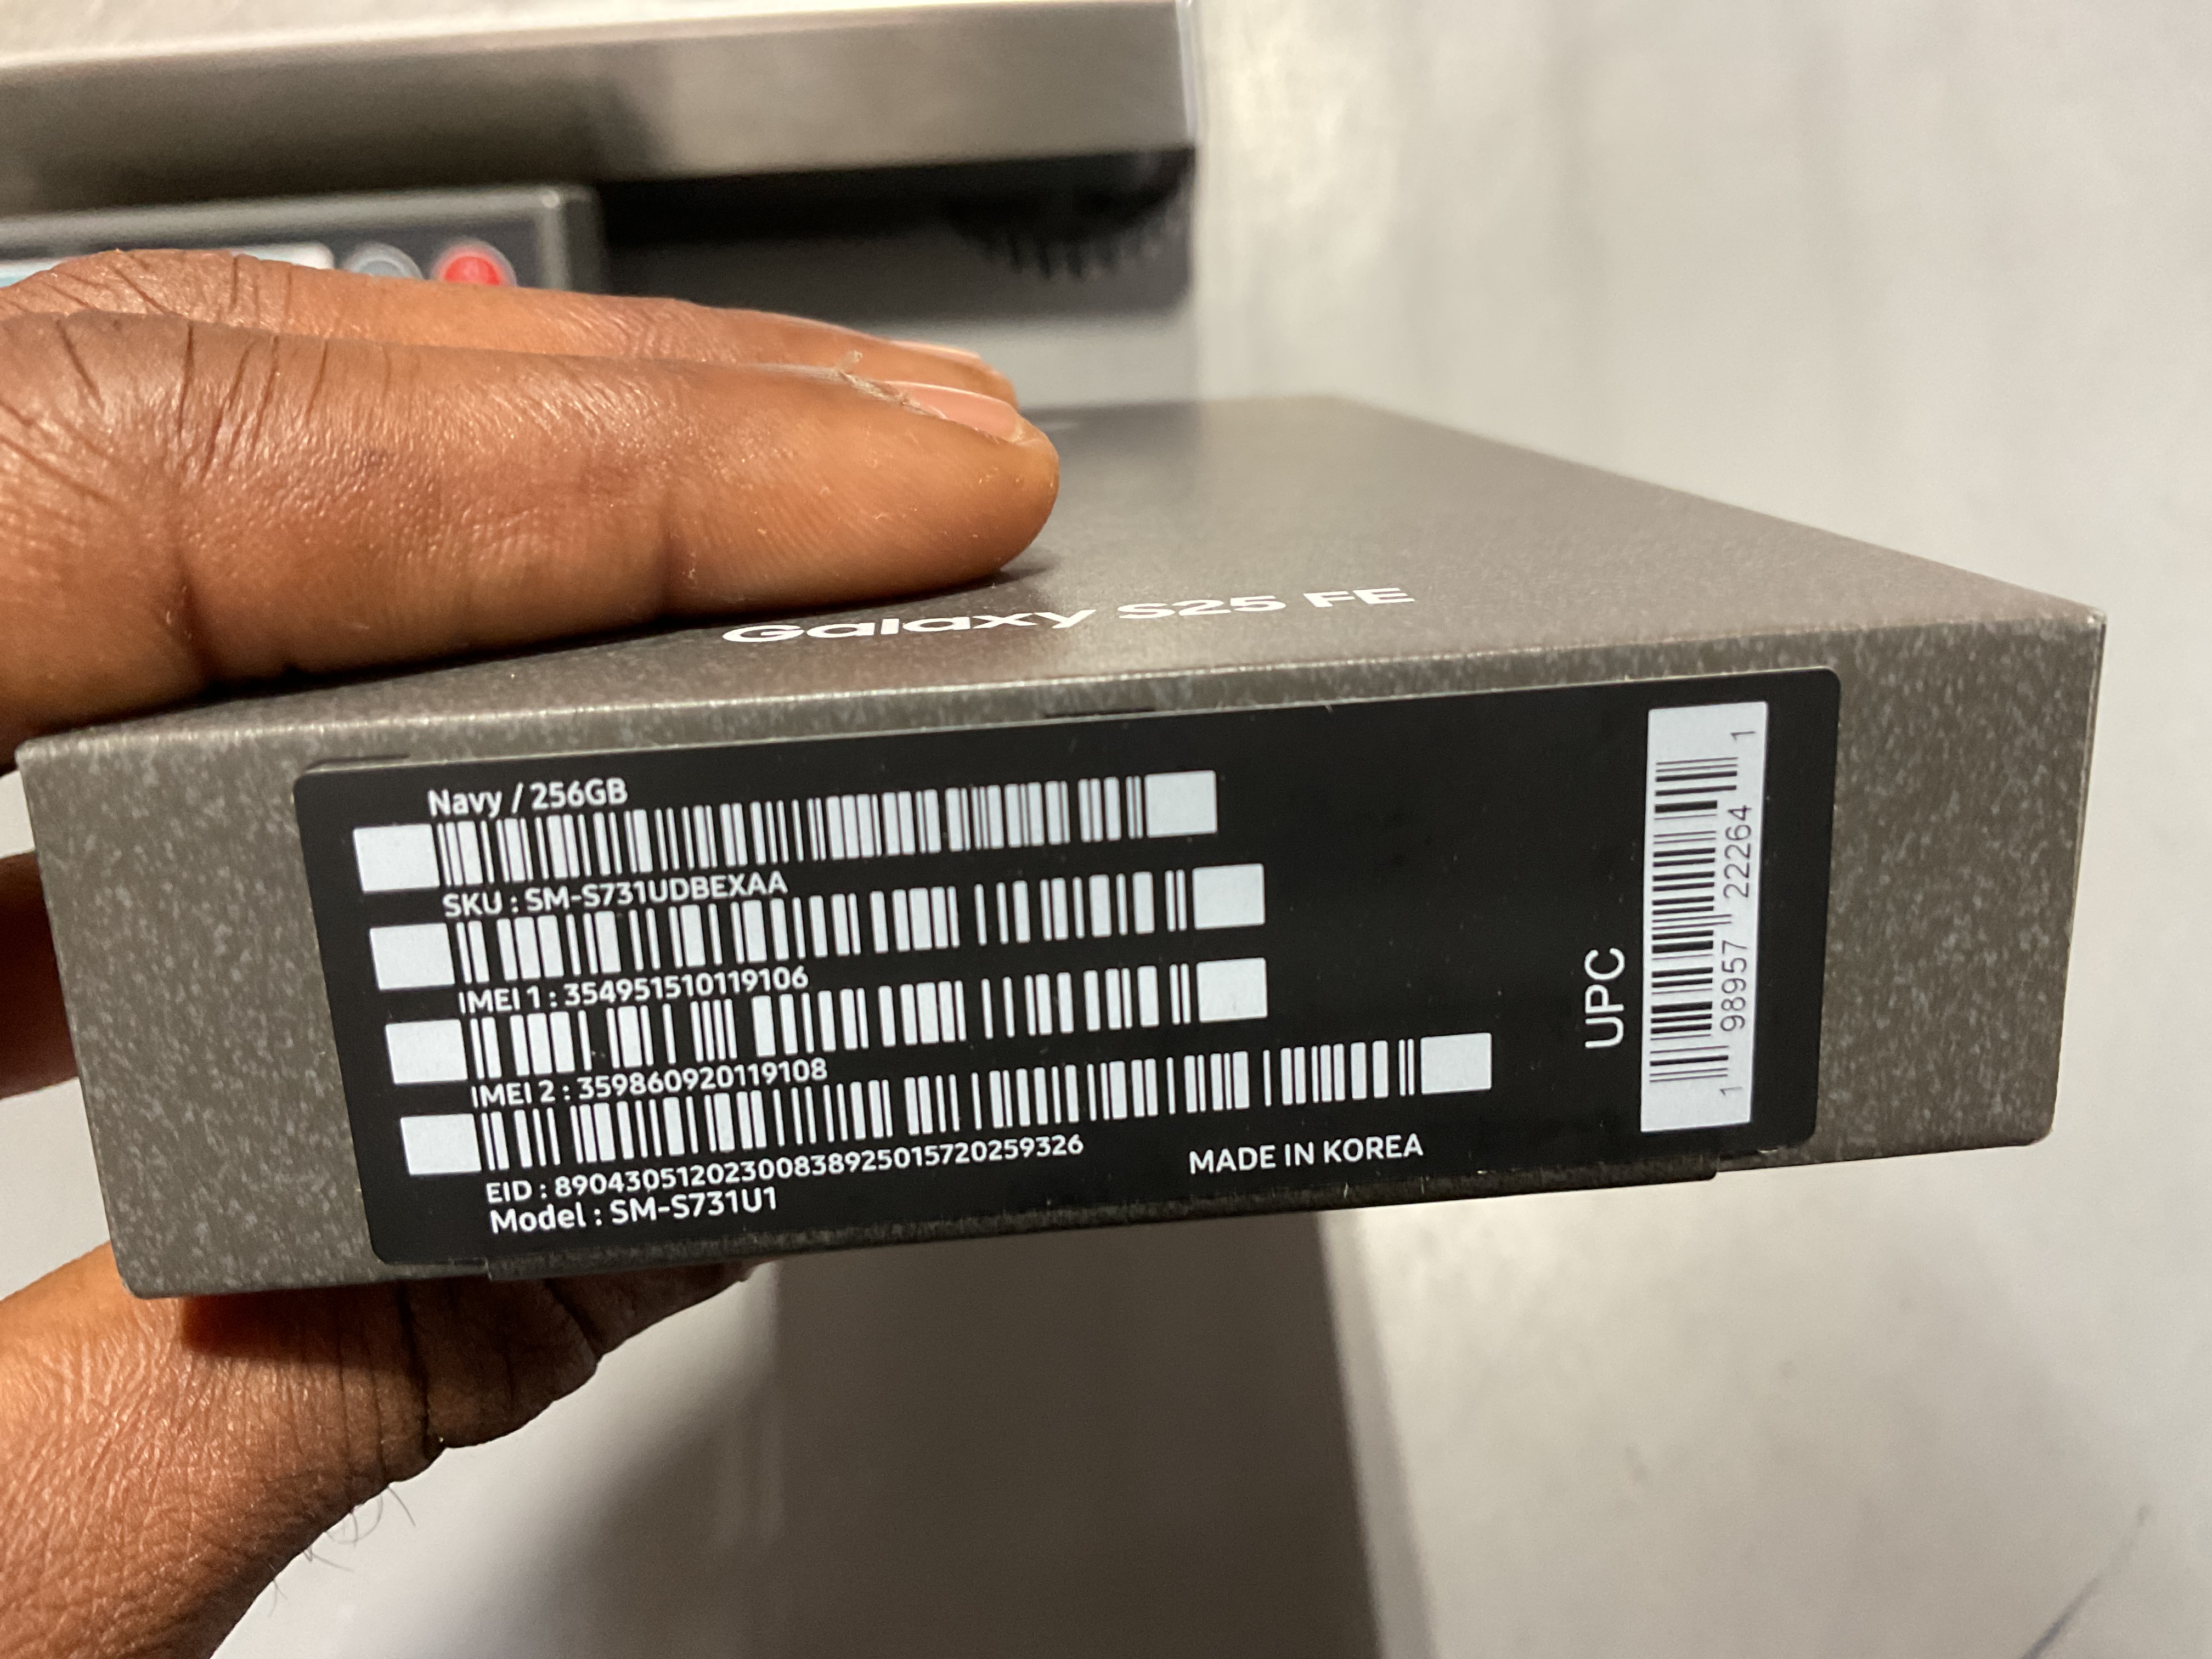 Galaxy S25 FE
Navy / 256GB
SKU : SM-S731UDBEXAA
IMEI 1 : 354951510119106
IMEI 2 : 359860920119108
EID : 89043051202300838925015720259326
Model : SM-S731U1
MADE IN KOREA
UPC
1 98957 22264 1